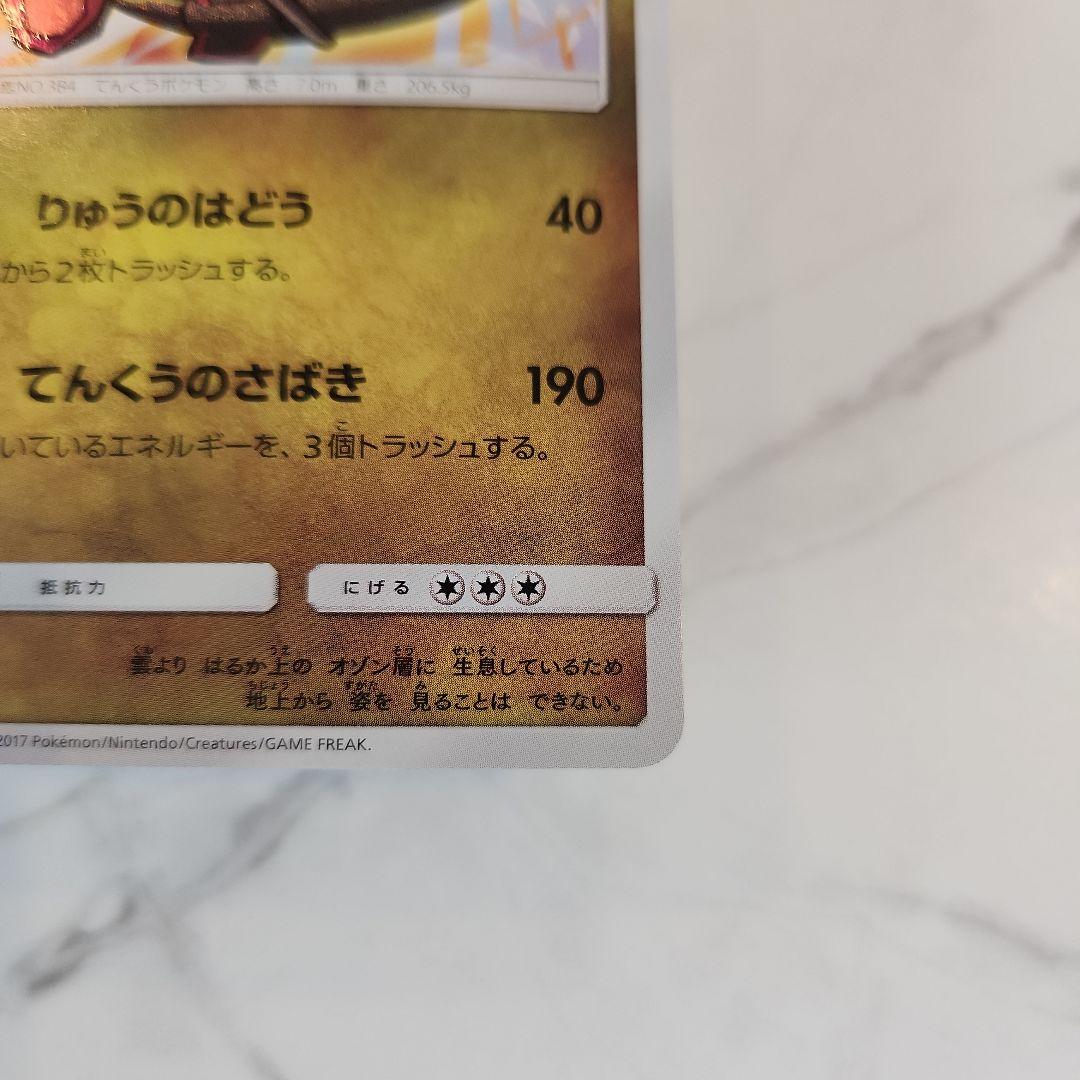 NO.384 てんくうポケモン 高さ：7.0m 重さ：206.5kg
りゅうのはどう 40
から2枚トラッシュする。
てんくうのさばき 190
いているエネルギーを、3個トラッシュする。
抵抗力 にげる
雲より はるか上の オゾン層に 生息しているため
地上から 姿を 見ることは できない。
2017 Pokémon/Nintendo/Creatures/GAME FREAK.